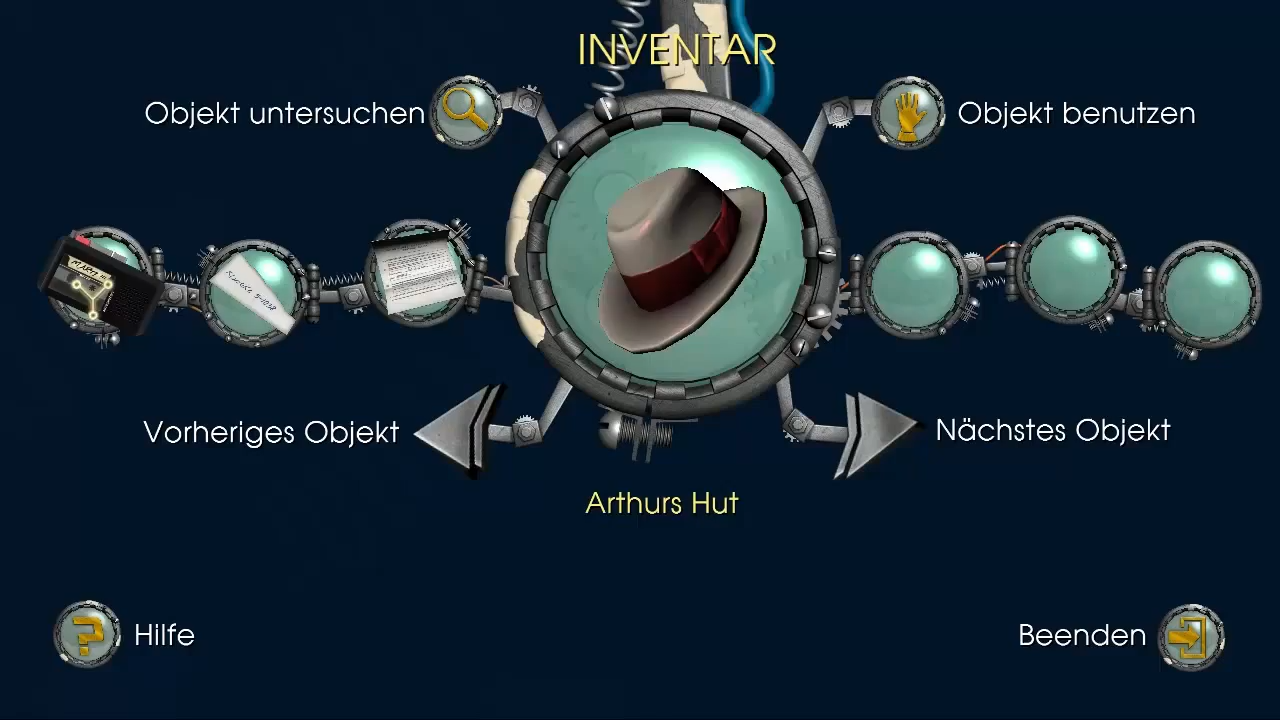 INVENTAR
Objekt untersuchen
Objekt benutzen
Vorheriges Objekt
Nächstes Objekt
Arthurs Hut
Hilfe
Beenden